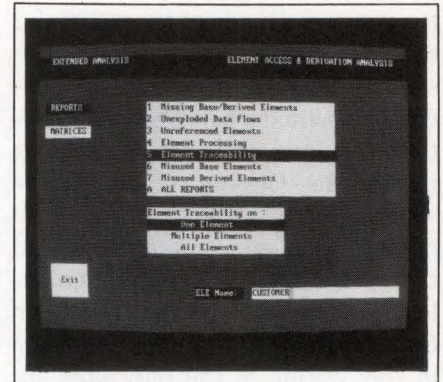 EXTENDED ANALYSIS ELEMENT ACCESS & DERIVATION ANALYSIS
REPORTS
MATRICES
1 Missing Base/Derived Elements
2 Unexploded Data Flows
3 Unreferenced Elements
4 Element Processing
5 Element Traceability
6 Misused Base Elements
7 Misused Derived Elements
A ALL REPORTS
Element Traceability on :
One Element
Multiple Elements
All Elements
Exit
ELE Name: CUSTOMER